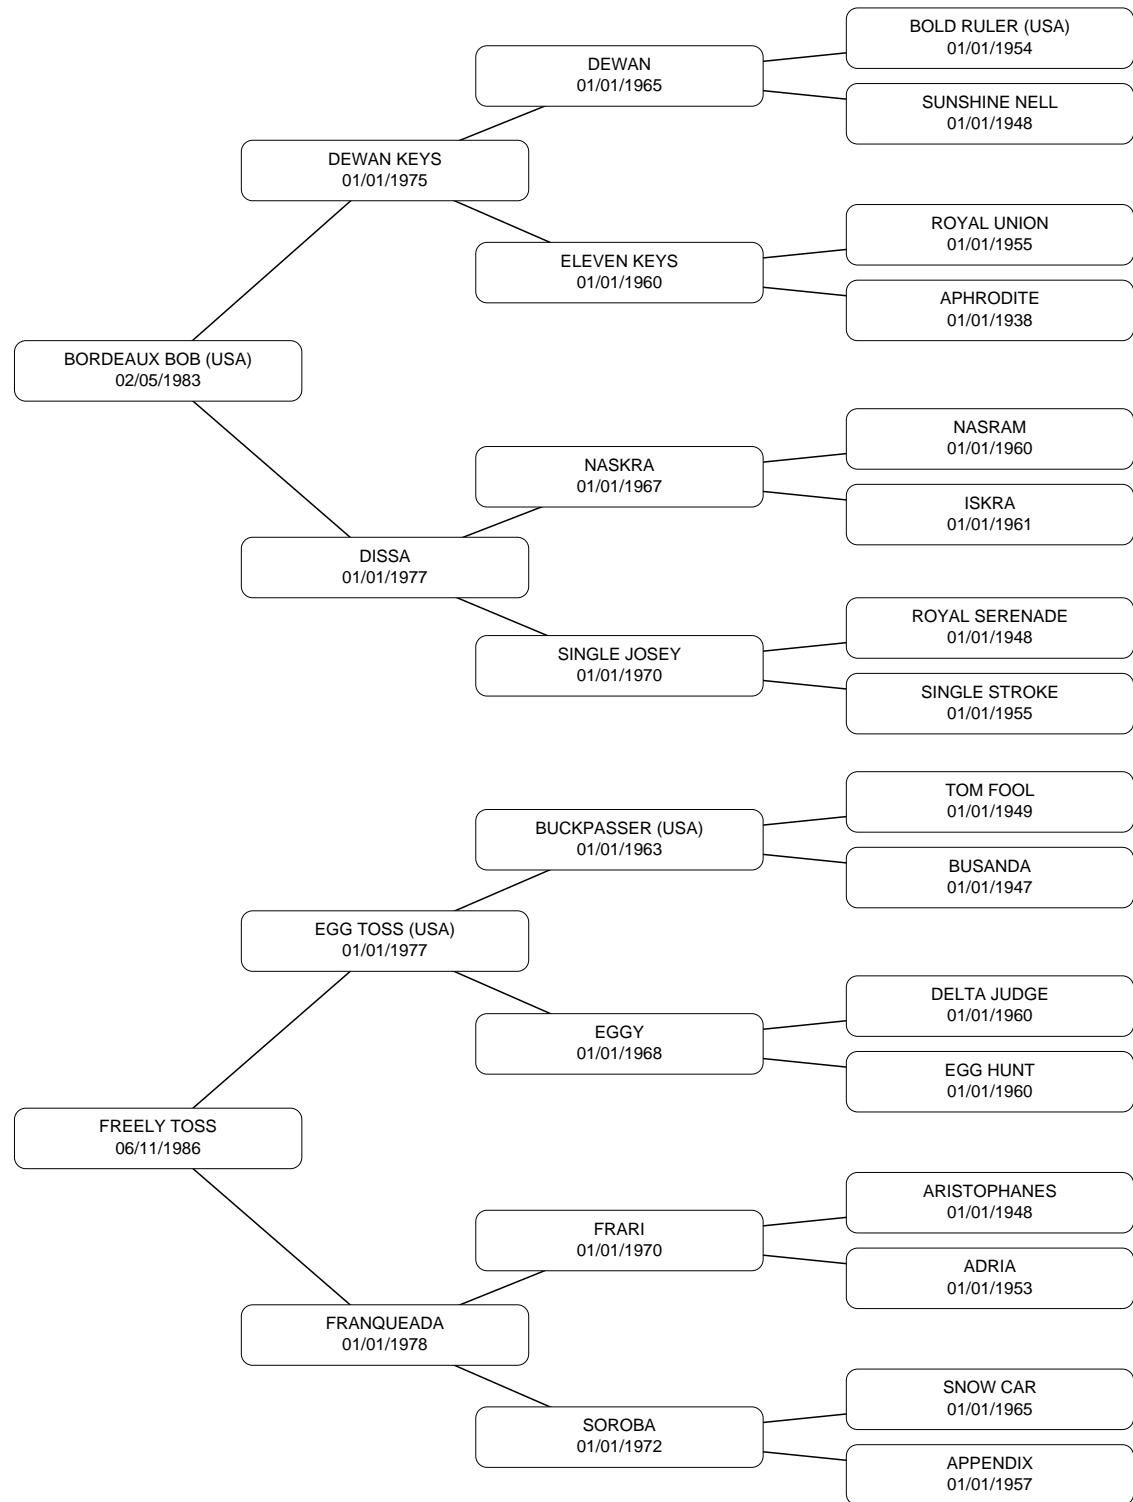 BOLD RULER (USA)
01/01/1954
DEWAN
01/01/1965
SUNSHINE NELL
01/01/1948
DEWAN KEYS
01/01/1975
ROYAL UNION
01/01/1955
ELEVEN KEYS
01/01/1960
APHRODITE
01/01/1938
BORDEAUX BOB (USA)
02/05/1983
NASRAM
01/01/1960
NASKRA
01/01/1967
ISKRA
01/01/1961
DISSA
01/01/1977
ROYAL SERENADE
01/01/1948
SINGLE JOSEY
01/01/1970
SINGLE STROKE
01/01/1955
TOM FOOL
01/01/1949
BUCKPASSER (USA)
01/01/1963
BUSANDA
01/01/1947
EGG TOSS (USA)
01/01/1977
DELTA JUDGE
01/01/1960
EGGY
01/01/1968
EGG HUNT
01/01/1960
FREELY TOSS
06/11/1986
ARISTOPHANES
01/01/1948
FRARI
01/01/1970
ADRIA
01/01/1953
FRANQUEADA
01/01/1978
SNOW CAR
01/01/1965
SOROBA
01/01/1972
APPENDIX
01/01/1957